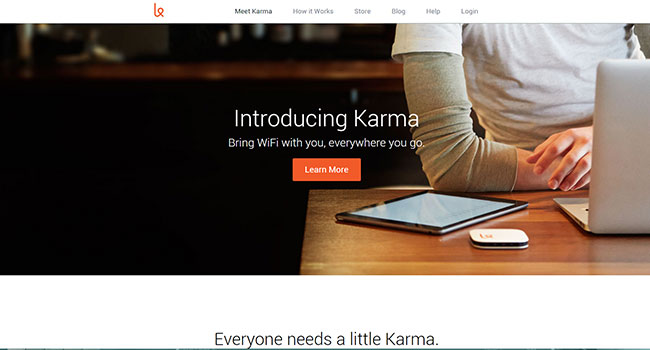 Meet Karma How it Works Store Blog Help Login
Introducing Karma
Bring WiFi with you, everywhere you go.
Learn More
Everyone needs a little Karma.